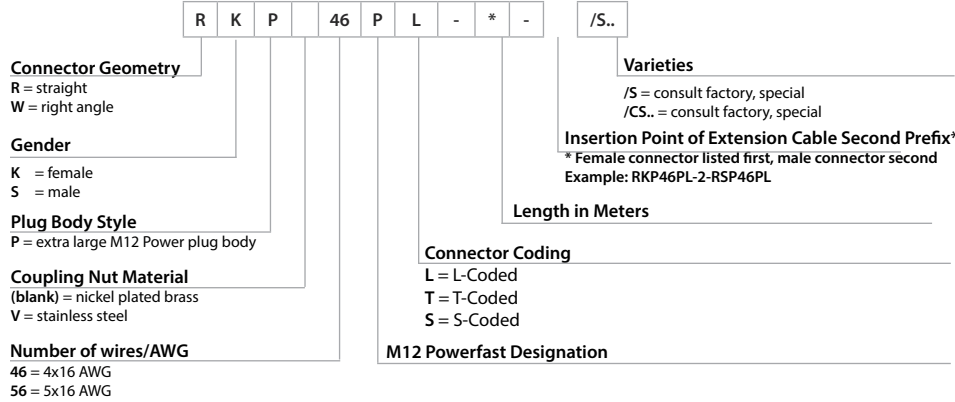 R K P 46 P L - * - /S..
Connector Geometry
R = straight
W = right angle
Gender
K = female
S = male
Plug Body Style
P = extra large M12 Power plug body
Coupling Nut Material
(blank) = nickel plated brass
V = stainless steel
Number of wires/AWG
46 = 4x16 AWG
56 = 5x16 AWG
Varieties
/S = consult factory, special
/CS.. = consult factory, special
Insertion Point of Extension Cable Second Prefix*
* Female connector listed first, male connector second
Example: RKP46PL-2-RSP46PL
Length in Meters
Connector Coding
L = L-Coded
T = T-Coded
S = S-Coded
M12 Powerfast Designation